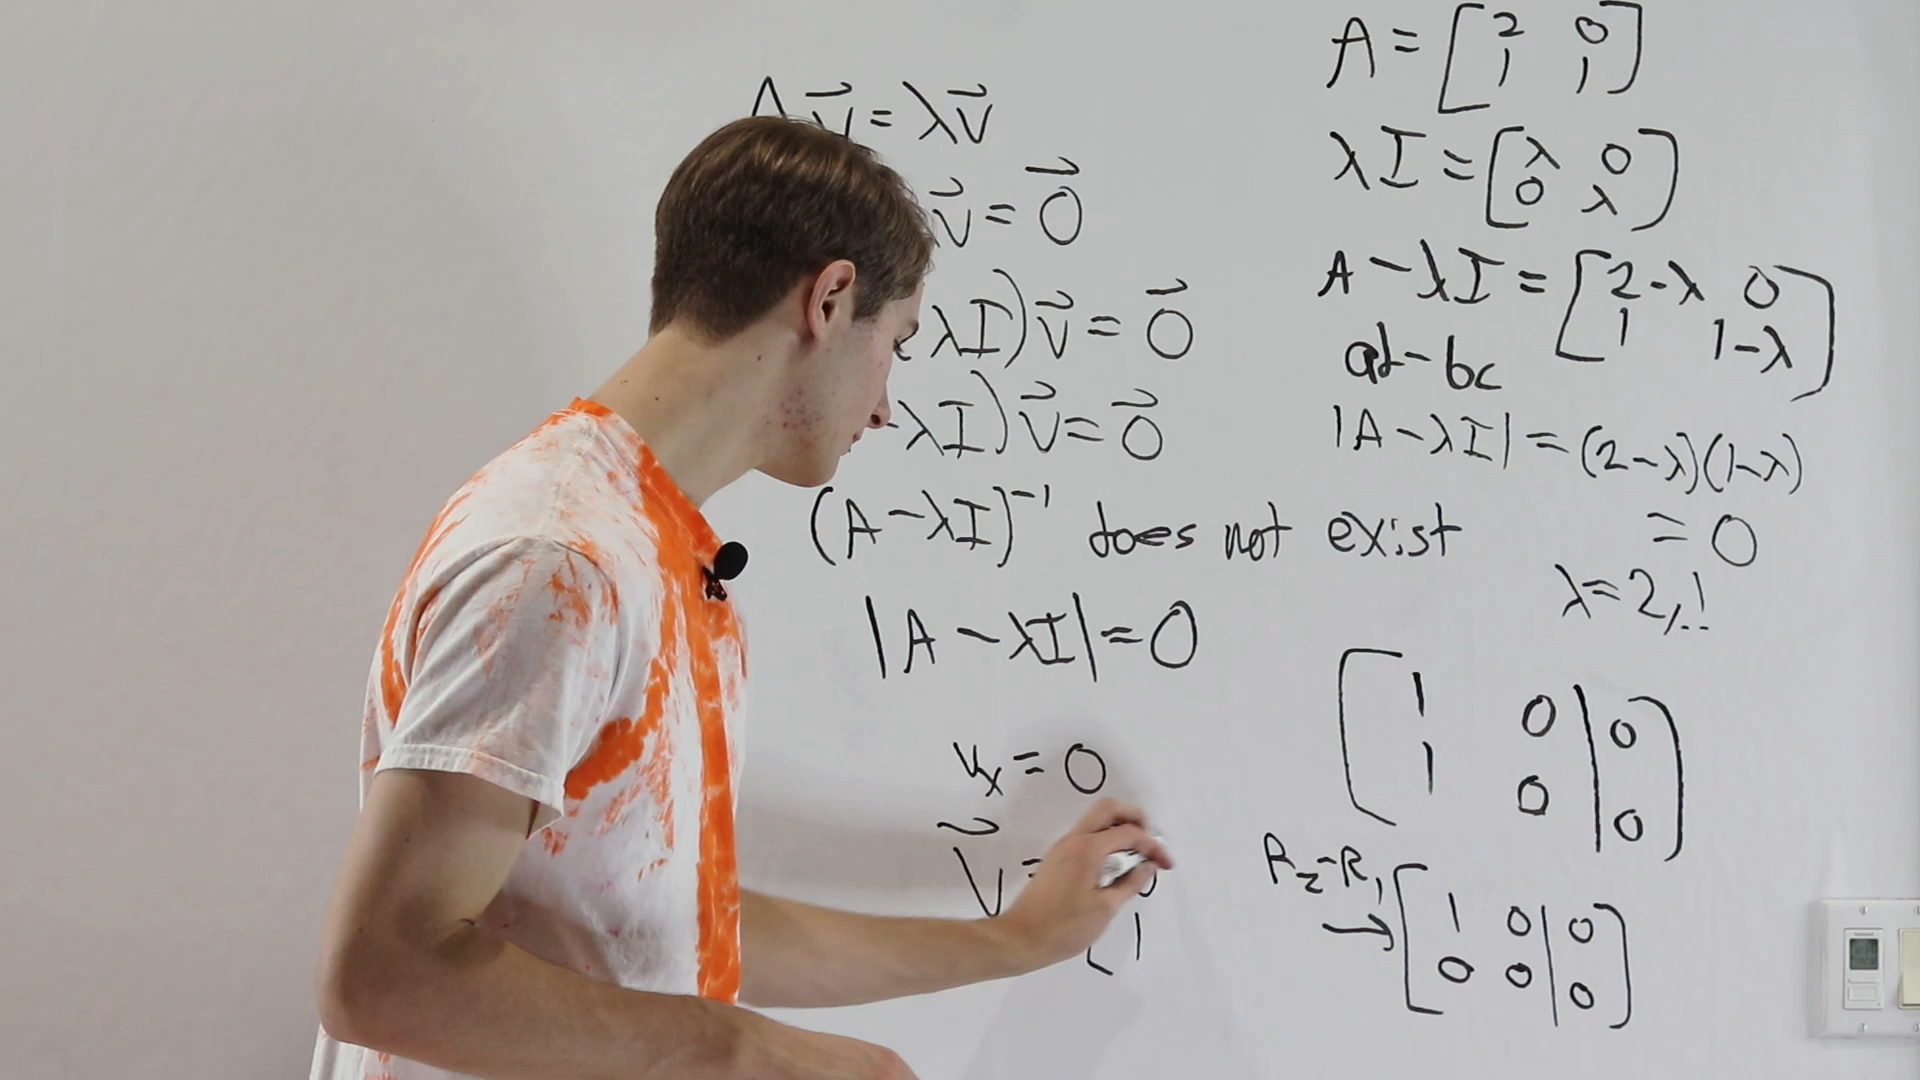 A v⃗ = λv⃗
v⃗ = 0⃗
λI)v⃗ = 0⃗
-λI)v⃗ = 0⃗
(A-λI)⁻¹ does not exist
|A-λI| = 0
vₓ = 0
v⃗ =
1
A = [2 0
1 1]
λI = [λ 0
0 λ]
A-λI = [2-λ 0
1 1-λ]
ad-bc
|A-λI| = (2-λ)(1-λ)
= 0
λ=2,1
[1 0 | 0
1 0 | 0]
R₂-R₁ → [1 0 | 0
0 0 | 0]